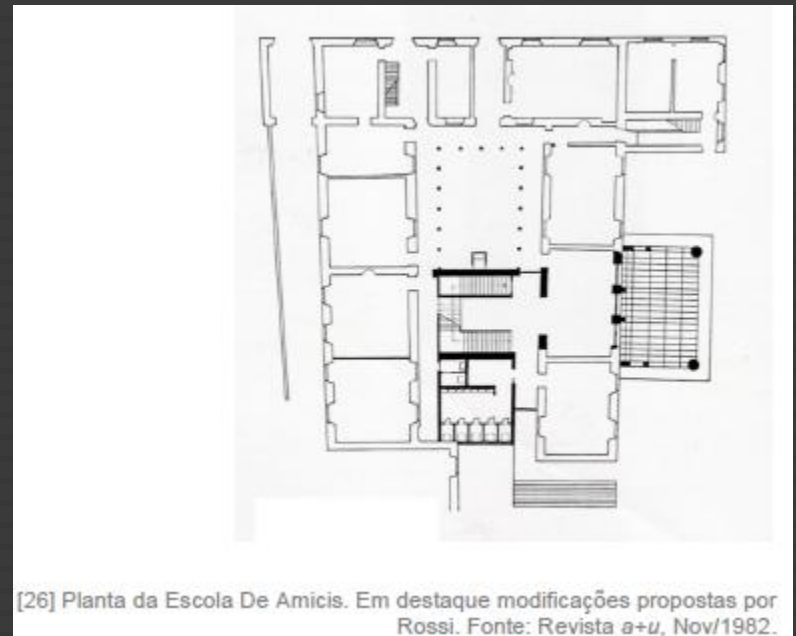 [26] Planta da Escola De Amicis. Em destaque modificações propostas por
Rossi. Fonte: Revista a+u, Nov/1982.